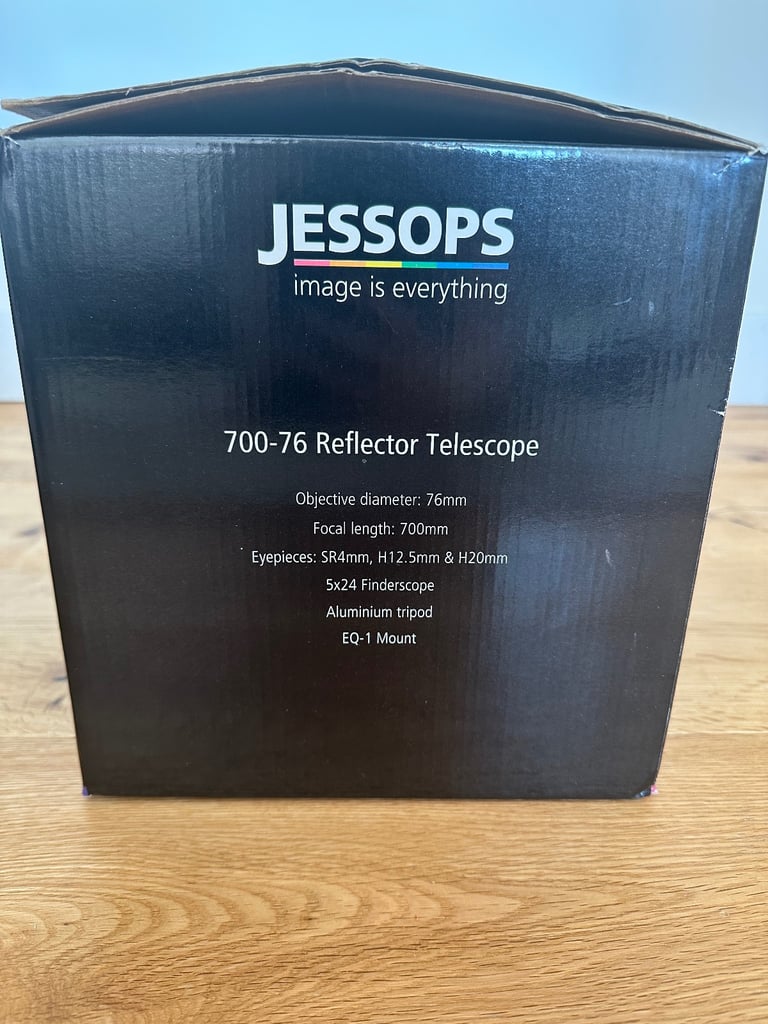 JESSOPS
image is everything
700-76 Reflector Telescope
Objective diameter: 76mm
Focal length: 700mm
Eyepieces: SR4mm, H12.5mm & H20mm
5x24 Finderscope
Aluminium tripod
EQ-1 Mount